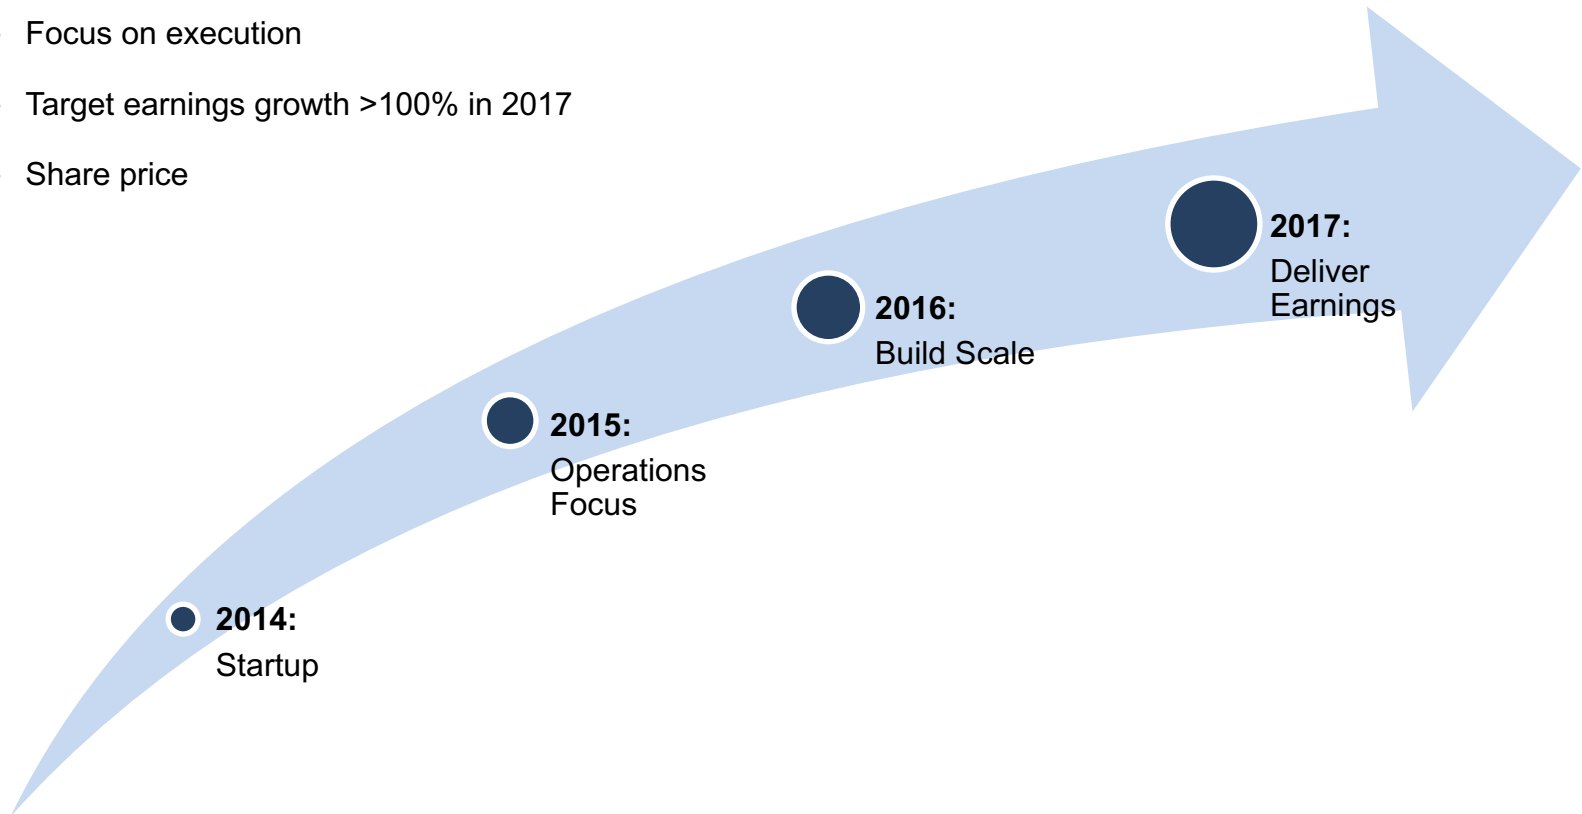 Focus on execution
Target earnings growth >100% in 2017
Share price
2017:
Deliver
Earnings
2016:
Build Scale
2015:
Operations
Focus
2014:
Startup